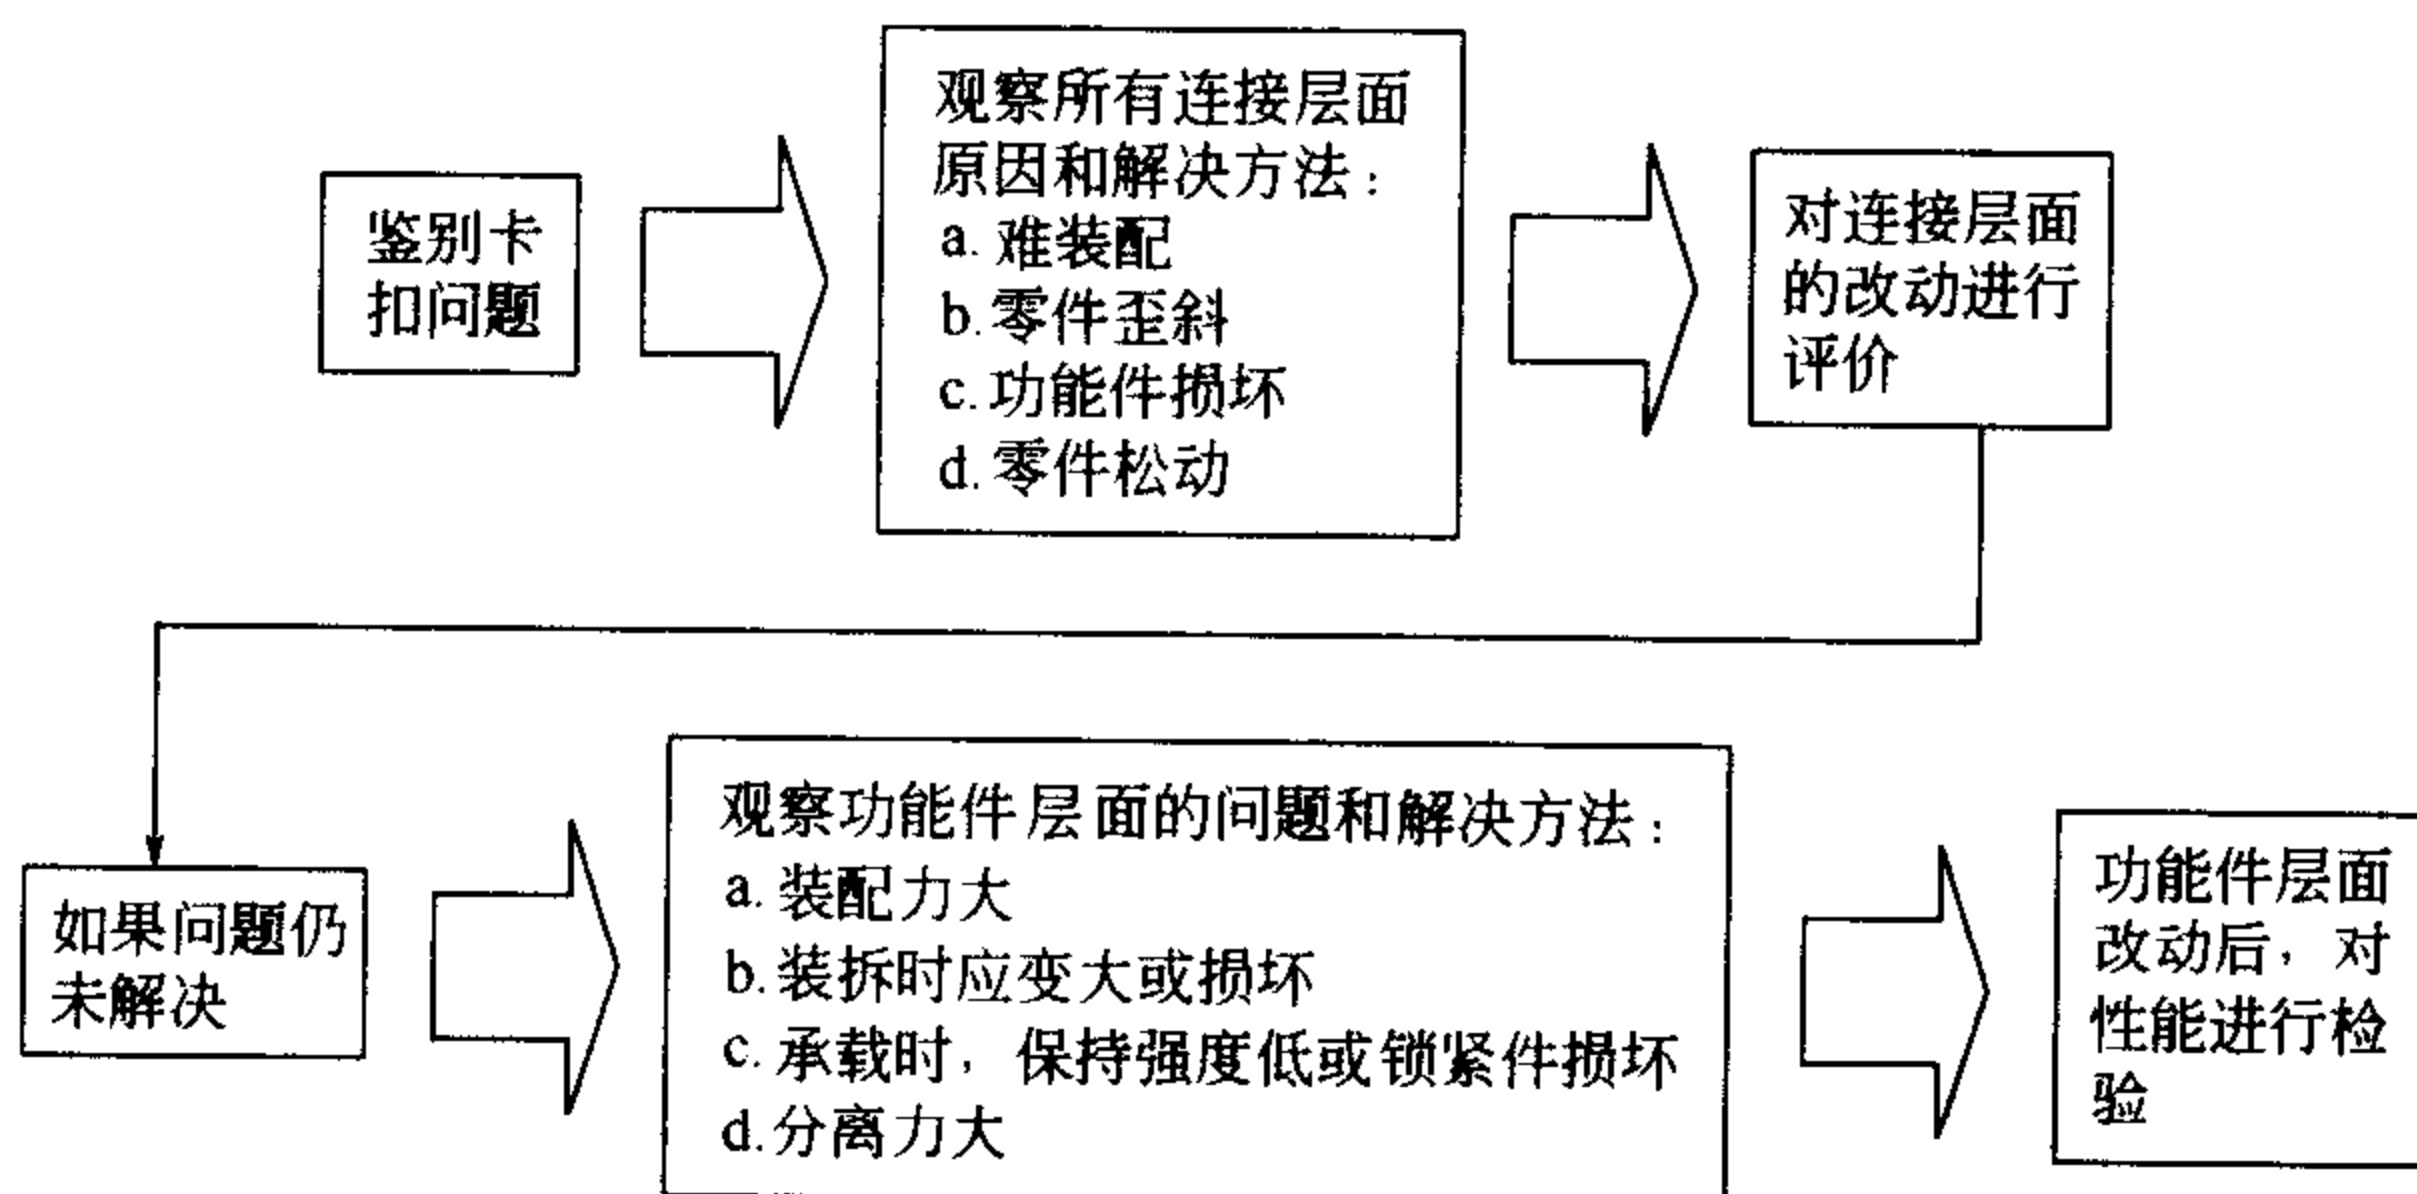 鉴别卡
扣问题
观察所有连接层面
原因和解决方法：
a. 难装配
b. 零件歪斜
c. 功能件损坏
d. 零件松动
对连接层面
的改动进行
评价
如果问题仍
未解决
观察功能件层面的问题和解决方法：
a. 装配力大
b. 装拆时应变大或损坏
c. 承载时，保持强度低或锁紧件损坏
d. 分离力大
功能件层面
改动后，对
性能进行检
验